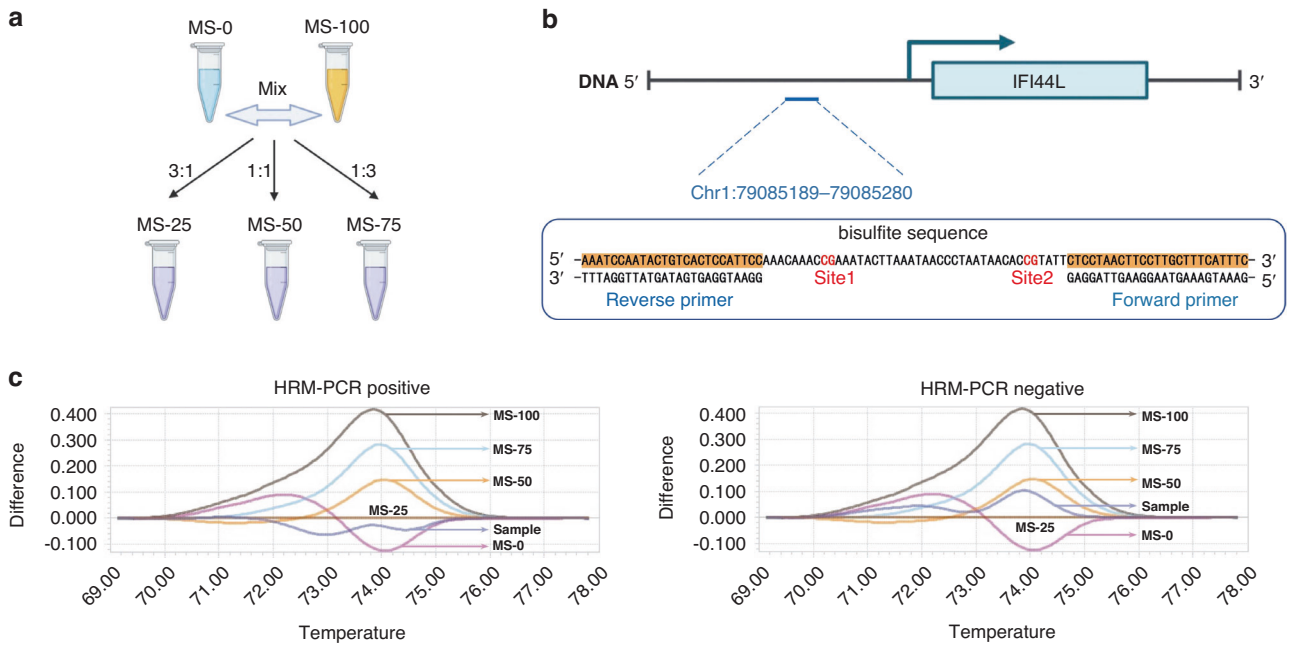 a
MS-0 MS-100
Mix
3:1 1:1 1:3
MS-25 MS-50 MS-75
b
DNA 5′ IFI44L 3′
Chr1:79085189–79085280
bisulfite sequence
5′ -AAATCCAATACTGTCACTCCATTCCAAACAAACCGAAATACTTAAATAACCCTAATAACACCGTATTCTCCTAACTTCCTTGCTTTCATTTC- 3′
3′ -TTTAGGTTATGATAGTGAGGTAAGG Site1 Site2 GAGGATTGAAGGAATGAAAGTAAAG- 5′
Reverse primer Forward primer
c
HRM-PCR positive
Difference
0.400
0.300
0.200
0.100
0.000
-0.100
MS-100
MS-75
MS-50
MS-25
Sample
MS-0
69.00 70.00 71.00 72.00 73.00 74.00 75.00 76.00 77.00 78.00
Temperature
HRM-PCR negative
Difference
0.400
0.300
0.200
0.100
0.000
-0.100
MS-100
MS-75
MS-50
Sample
MS-25
MS-0
69.00 70.00 71.00 72.00 73.00 74.00 75.00 76.00 77.00 78.00
Temperature